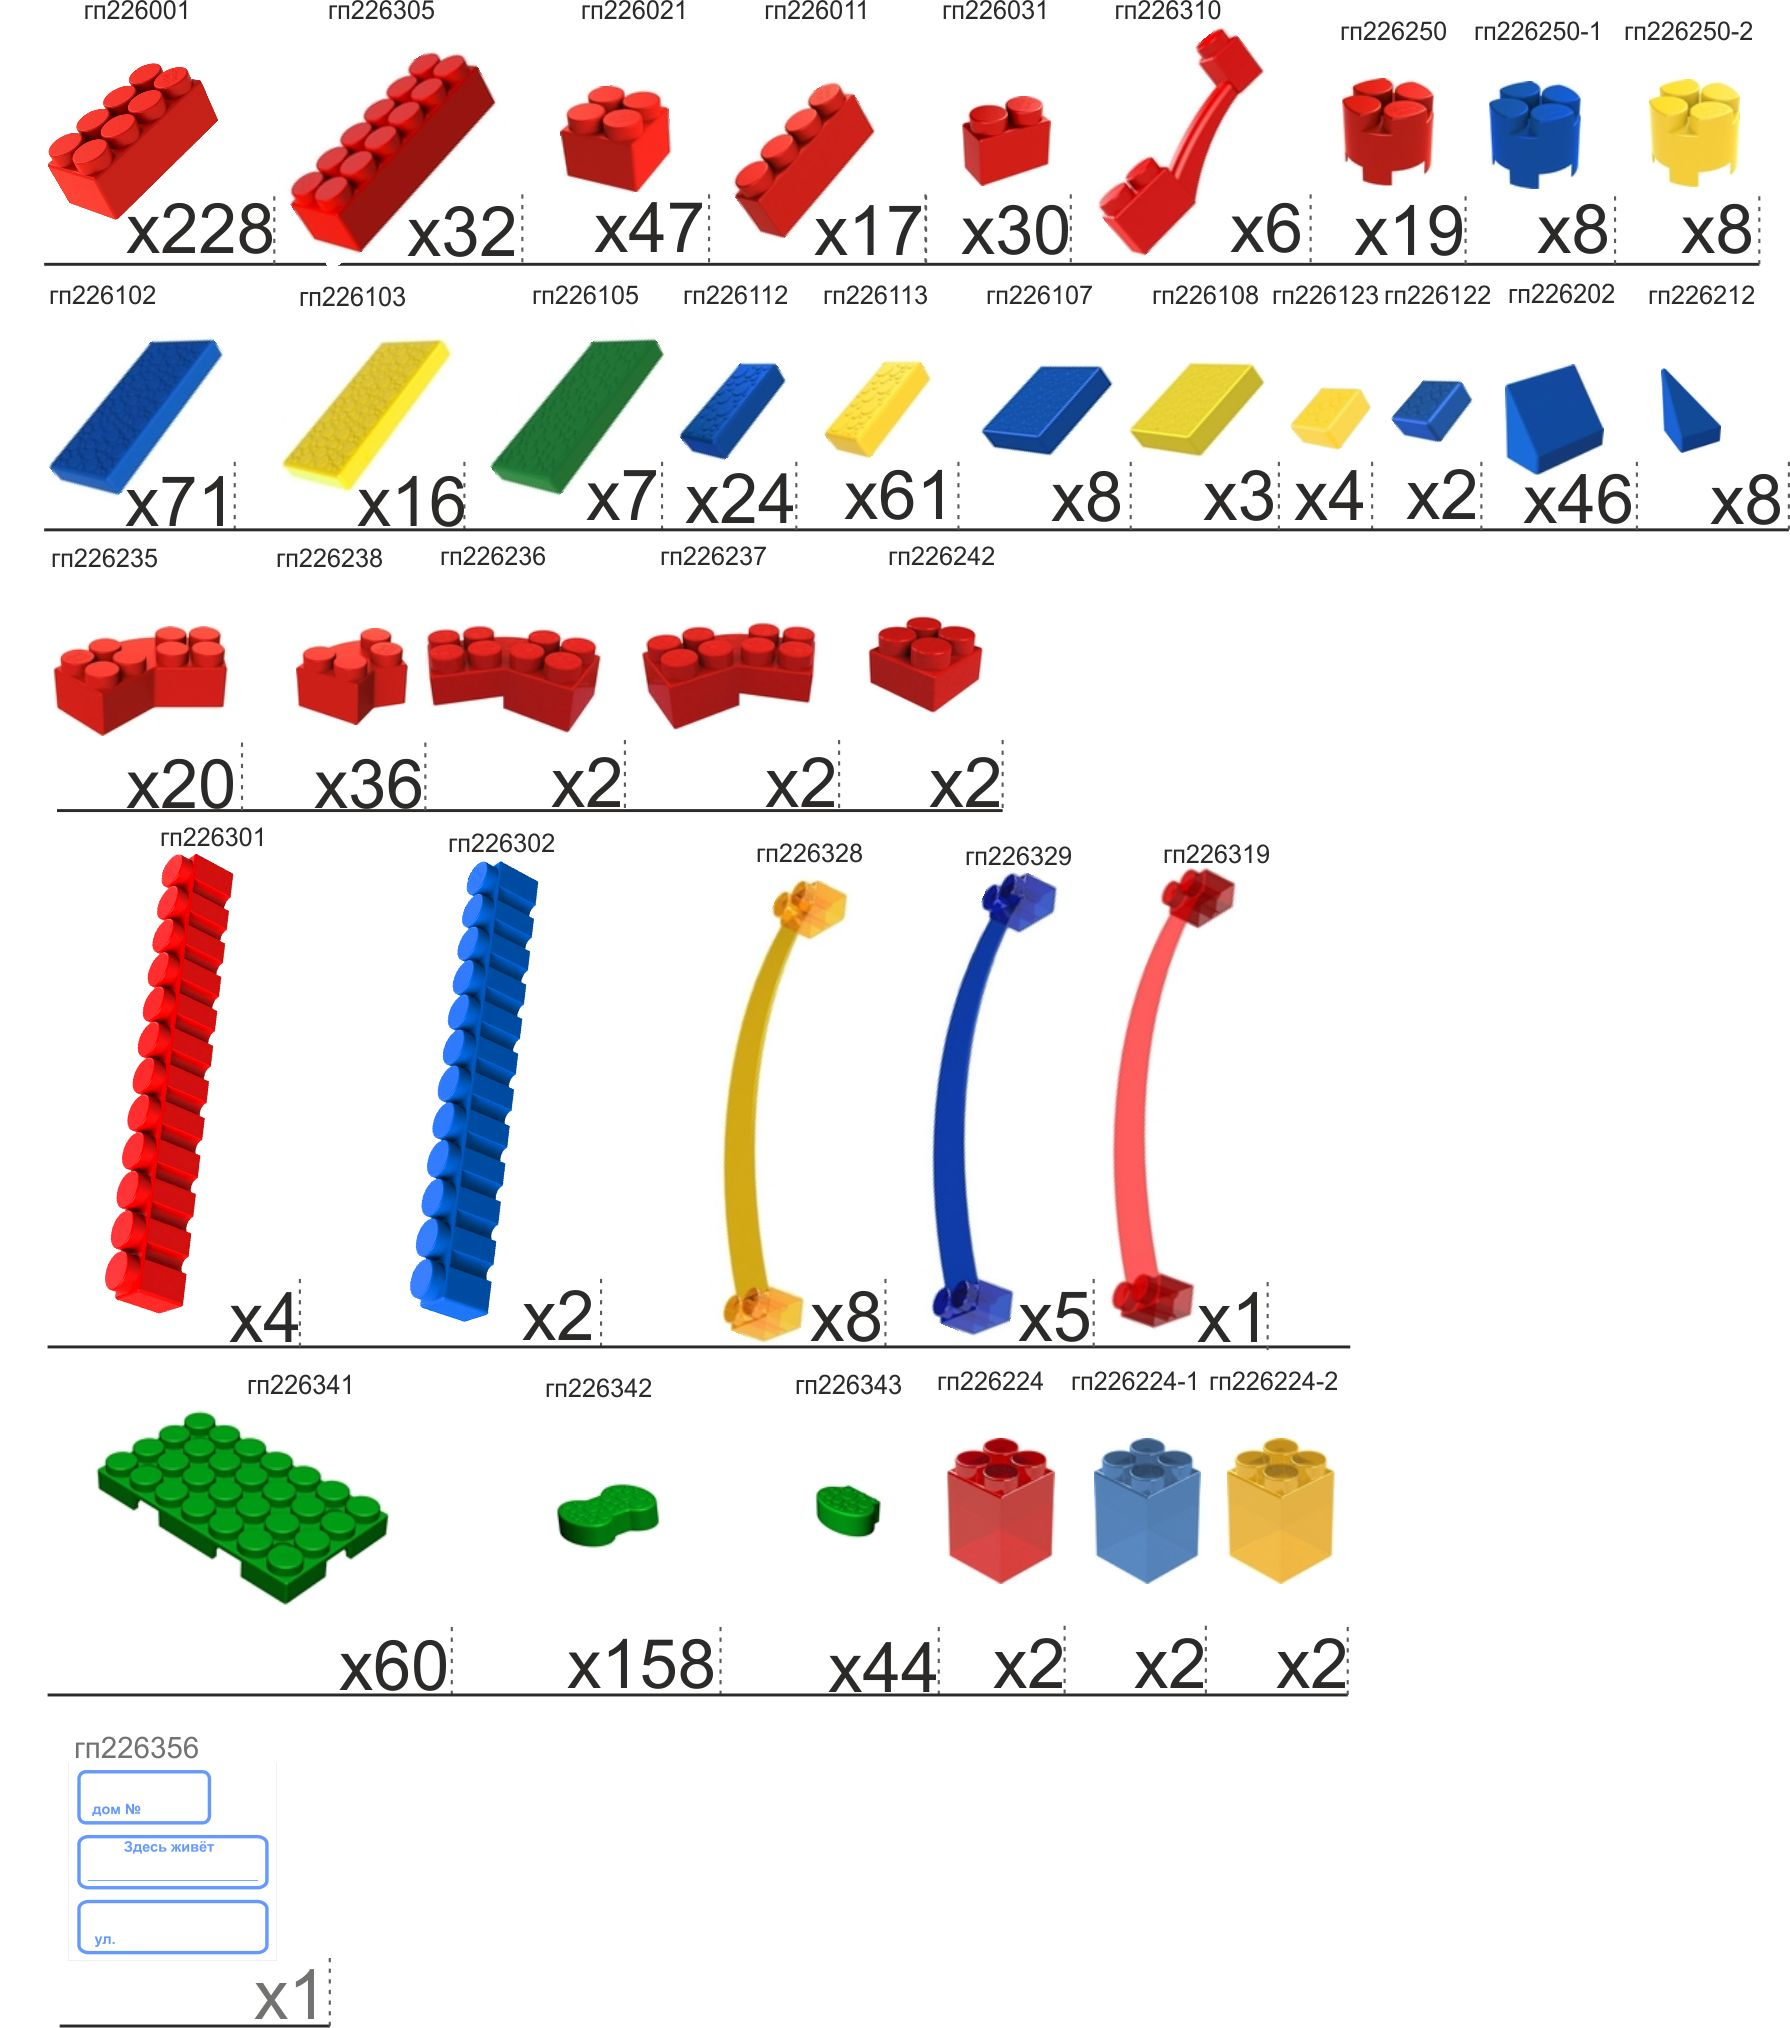 гп226001 гп226305 гп226021 гп226011 гп226031 гп226310 гп226250 гп226250-1 гп226250-2
x228 x32 x47 x17 x30 x6 x19 x8 x8
гп226102 гп226103 гп226105 гп226112 гп226113 гп226107 гп226108 гп226123 гп226122 гп226202 гп226212
x71 x16 x7 x24 x61 x8 x3 x4 x2 x46 x8
гп226235 гп226238 гп226236 гп226237 гп226242
x20 x36 x2 x2 x2
гп226301 гп226302 гп226328 гп226329 гп226319
x4 x2 x8 x5 x1
гп226341 гп226342 гп226343 гп226224 гп226224-1 гп226224-2
x60 x158 x44 x2 x2 x2
гп226356
дом №
Здесь живёт
ул.
x1